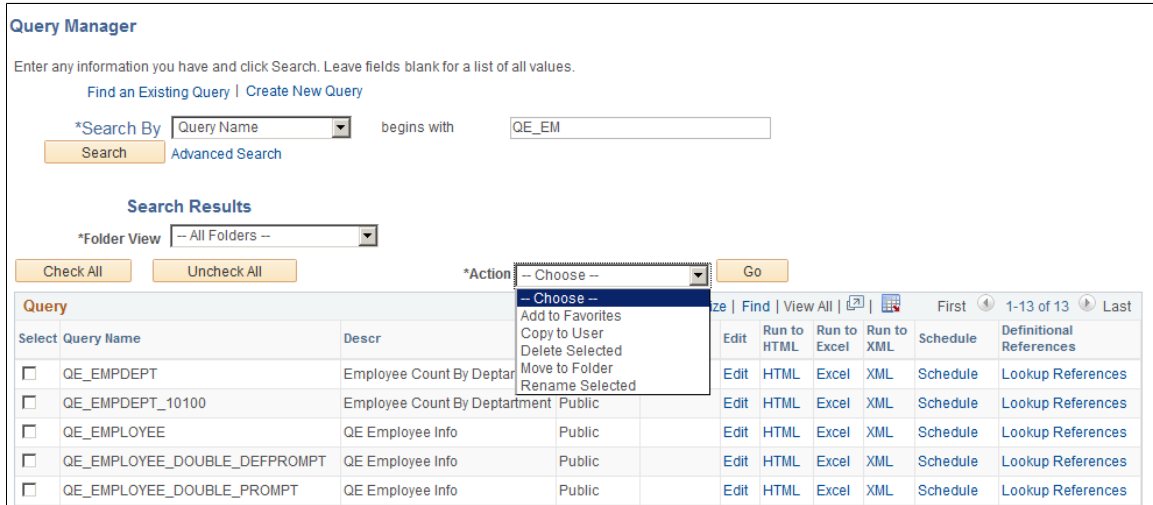 Query Manager
Enter any information you have and click Search. Leave fields blank for a list of all values.
Find an Existing Query | Create New Query
*Search By Query Name begins with QE_EM
Search Advanced Search
Search Results
*Folder View -- All Folders --
Check All Uncheck All *Action -- Choose -- Go
-- Choose --
Add to Favorites
Copy to User
Delete Selected
Move to Folder
Rename Selected
Query | Find | View All | | First 1-13 of 13 Last
Select Query Name Descr Edit Run to HTML Run to Excel Run to XML Schedule Definitional References
QE_EMPDEPT Employee Count By Edit HTML Excel XML Schedule Lookup References
QE_EMPDEPT_10100 Employee Count By Deptartment Public Edit HTML Excel XML Schedule Lookup References
QE_EMPLOYEE QE Employee Info Public Edit HTML Excel XML Schedule Lookup References
QE_EMPLOYEE_DOUBLE_DEFPROMPT QE Employee Info Public Edit HTML Excel XML Schedule Lookup References
QE_EMPLOYEE_DOUBLE_PROMPT QE Employee Info Public Edit HTML Excel XML Schedule Lookup References